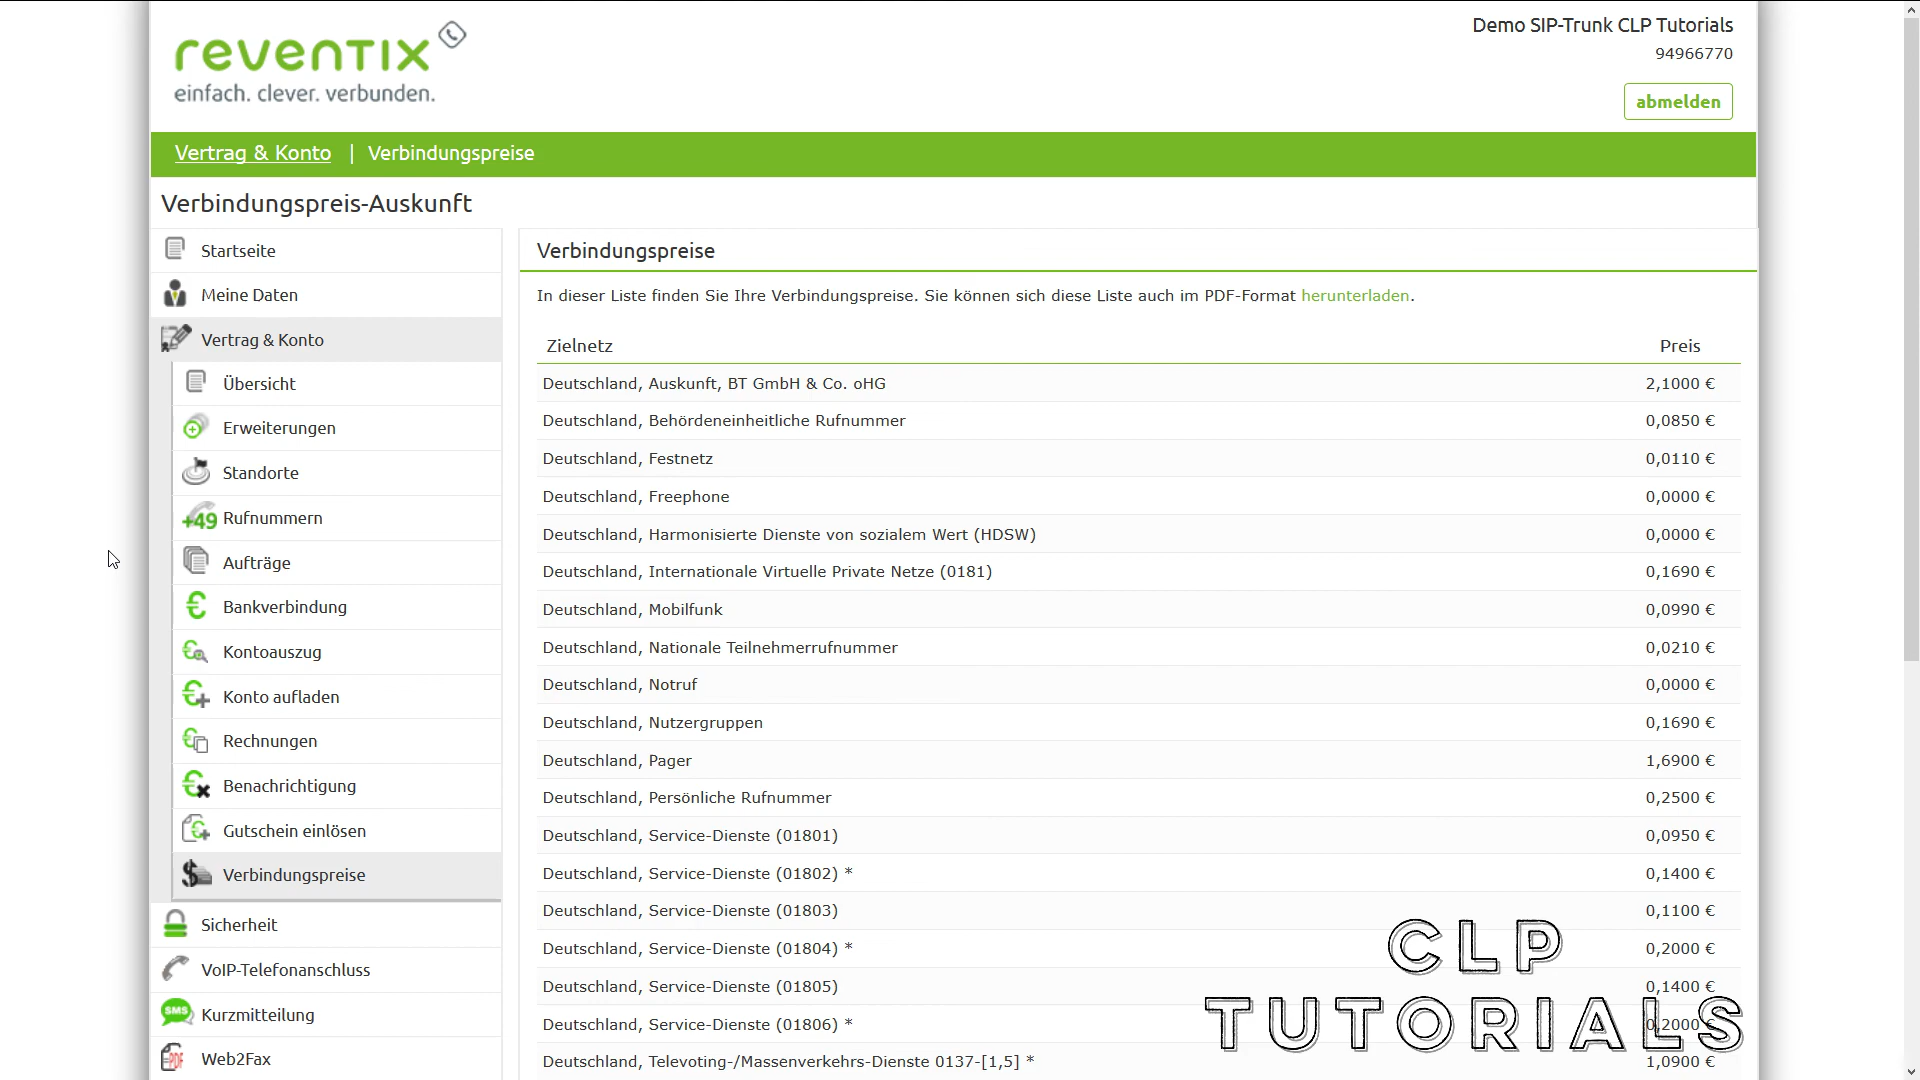 reventix
einfach. clever. verbunden.
Demo SIP-Trunk CLP Tutorials
94966770
abmelden
Vertrag & Konto | Verbindungspreise
Verbindungspreis-Auskunft
Startseite
Meine Daten
Vertrag & Konto
Übersicht
Erweiterungen
Standorte
+49 Rufnummern
Aufträge
Bankverbindung
Kontoauszug
Konto aufladen
Rechnungen
Benachrichtigung
Gutschein einlösen
Verbindungspreise
Sicherheit
VoIP-Telefonanschluss
SMS Kurzmitteilung
PDF Web2Fax
Verbindungspreise
In dieser Liste finden Sie Ihre Verbindungspreise. Sie können sich diese Liste auch im PDF-Format herunterladen.
Zielnetz Preis
Deutschland, Auskunft, BT GmbH & Co. oHG 2,1000 €
Deutschland, Behördeneinheitliche Rufnummer 0,0850 €
Deutschland, Festnetz 0,0110 €
Deutschland, Freephone 0,0000 €
Deutschland, Harmonisierte Dienste von sozialem Wert (HDSW) 0,0000 €
Deutschland, Internationale Virtuelle Private Netze (0181) 0,1690 €
Deutschland, Mobilfunk 0,0990 €
Deutschland, Nationale Teilnehmerrufnummer 0,0210 €
Deutschland, Notruf 0,0000 €
Deutschland, Nutzergruppen 0,1690 €
Deutschland, Pager 1,6900 €
Deutschland, Persönliche Rufnummer 0,2500 €
Deutschland, Service-Dienste (01801) 0,0950 €
Deutschland, Service-Dienste (01802) * 0,1400 €
Deutschland, Service-Dienste (01803) 0,1100 €
Deutschland, Service-Dienste (01804) * 0,2000 €
Deutschland, Service-Dienste (01805) 0,1400 €
Deutschland, Service-Dienste (01806) * 0,2000 €
Deutschland, Televoting-/Massenverkehrs-Dienste 0137-[1,5] * 1,0900 €
CLP
TUTORIALS